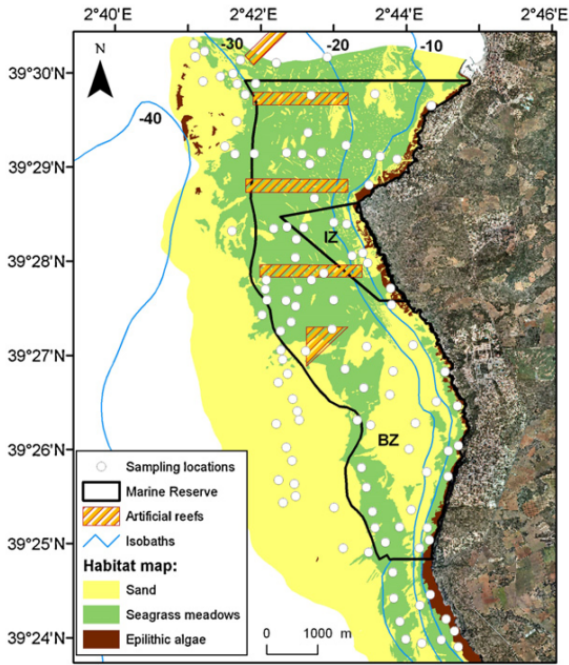 2°40'E 2°42'E 2°44'E 2°46'E
N
-30 -20 -10
39°30'N
-40
39°29'N
IZ
39°28'N
39°27'N
BZ
39°26'N
39°25'N
39°24'N
Sampling locations
Marine Reserve
Artificial reefs
Isobaths
Habitat map:
Sand
Seagrass meadows
Epilithic algae
0 1000 m